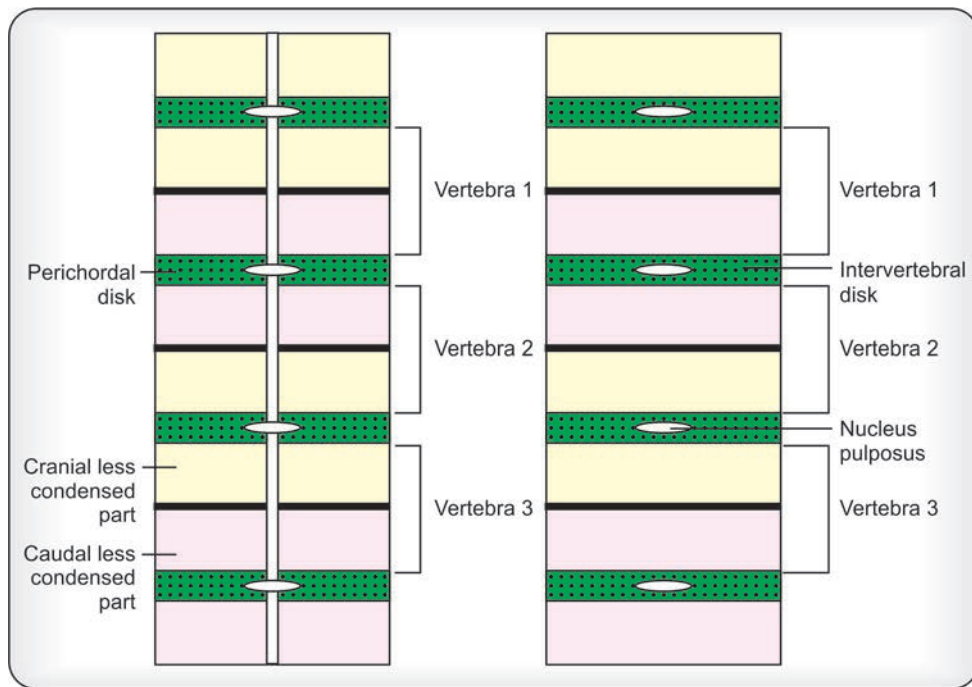 Vertebra 1
Perichordal
disk
Vertebra 2
Cranial less
condensed
part
Vertebra 3
Caudal less
condensed
part
Vertebra 1
Intervertebral
disk
Vertebra 2
Nucleus
pulposus
Vertebra 3